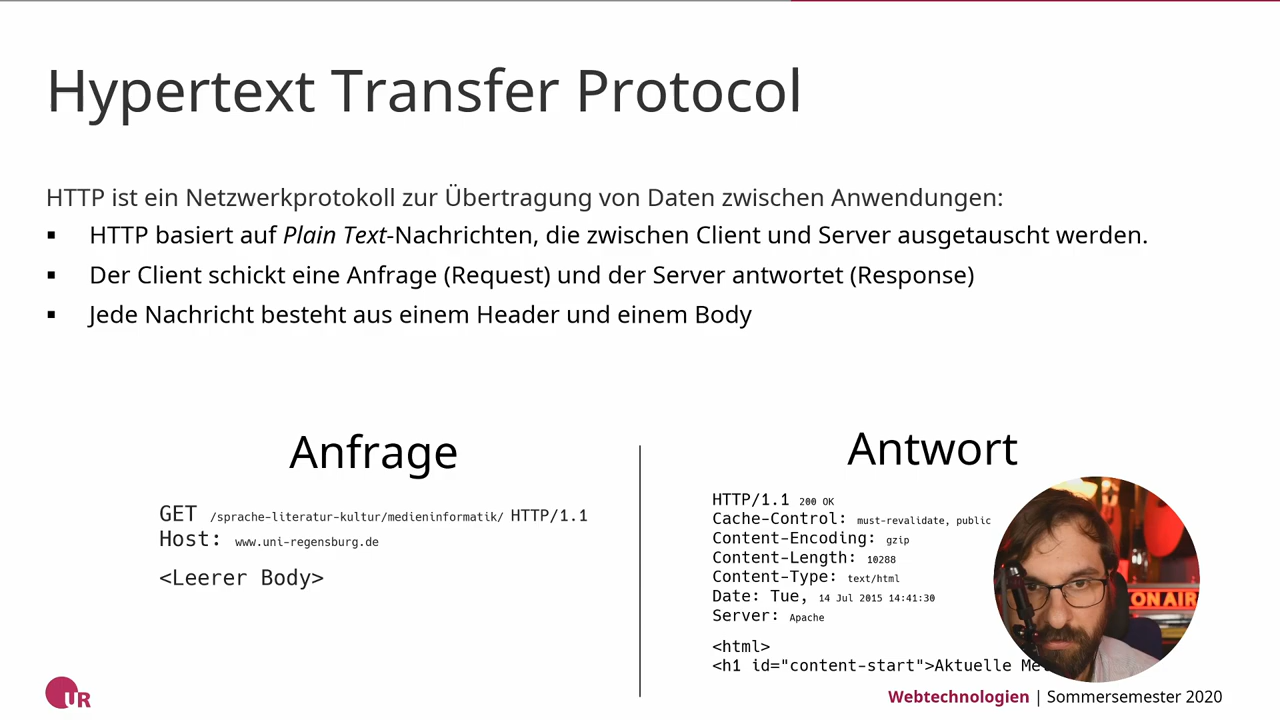 Hypertext Transfer Protocol
HTTP ist ein Netzwerkprotokoll zur Übertragung von Daten zwischen Anwendungen:
▪ HTTP basiert auf Plain Text-Nachrichten, die zwischen Client und Server ausgetauscht werden.
▪ Der Client schickt eine Anfrage (Request) und der Server antwortet (Response)
▪ Jede Nachricht besteht aus einem Header und einem Body
Anfrage
GET /sprache-literatur-kultur/medieninformatik/ HTTP/1.1
Host: www.uni-regensburg.de
<Leerer Body>
Antwort
HTTP/1.1 200 OK
Cache-Control: must-revalidate, public
Content-Encoding: gzip
Content-Length: 10288
Content-Type: text/html
Date: Tue, 14 Jul 2015 14:41:30
Server: Apache
<html>
<h1 id="content-start">Aktuelle
ON AIR
UR
Webtechnologien | Sommersemester 2020